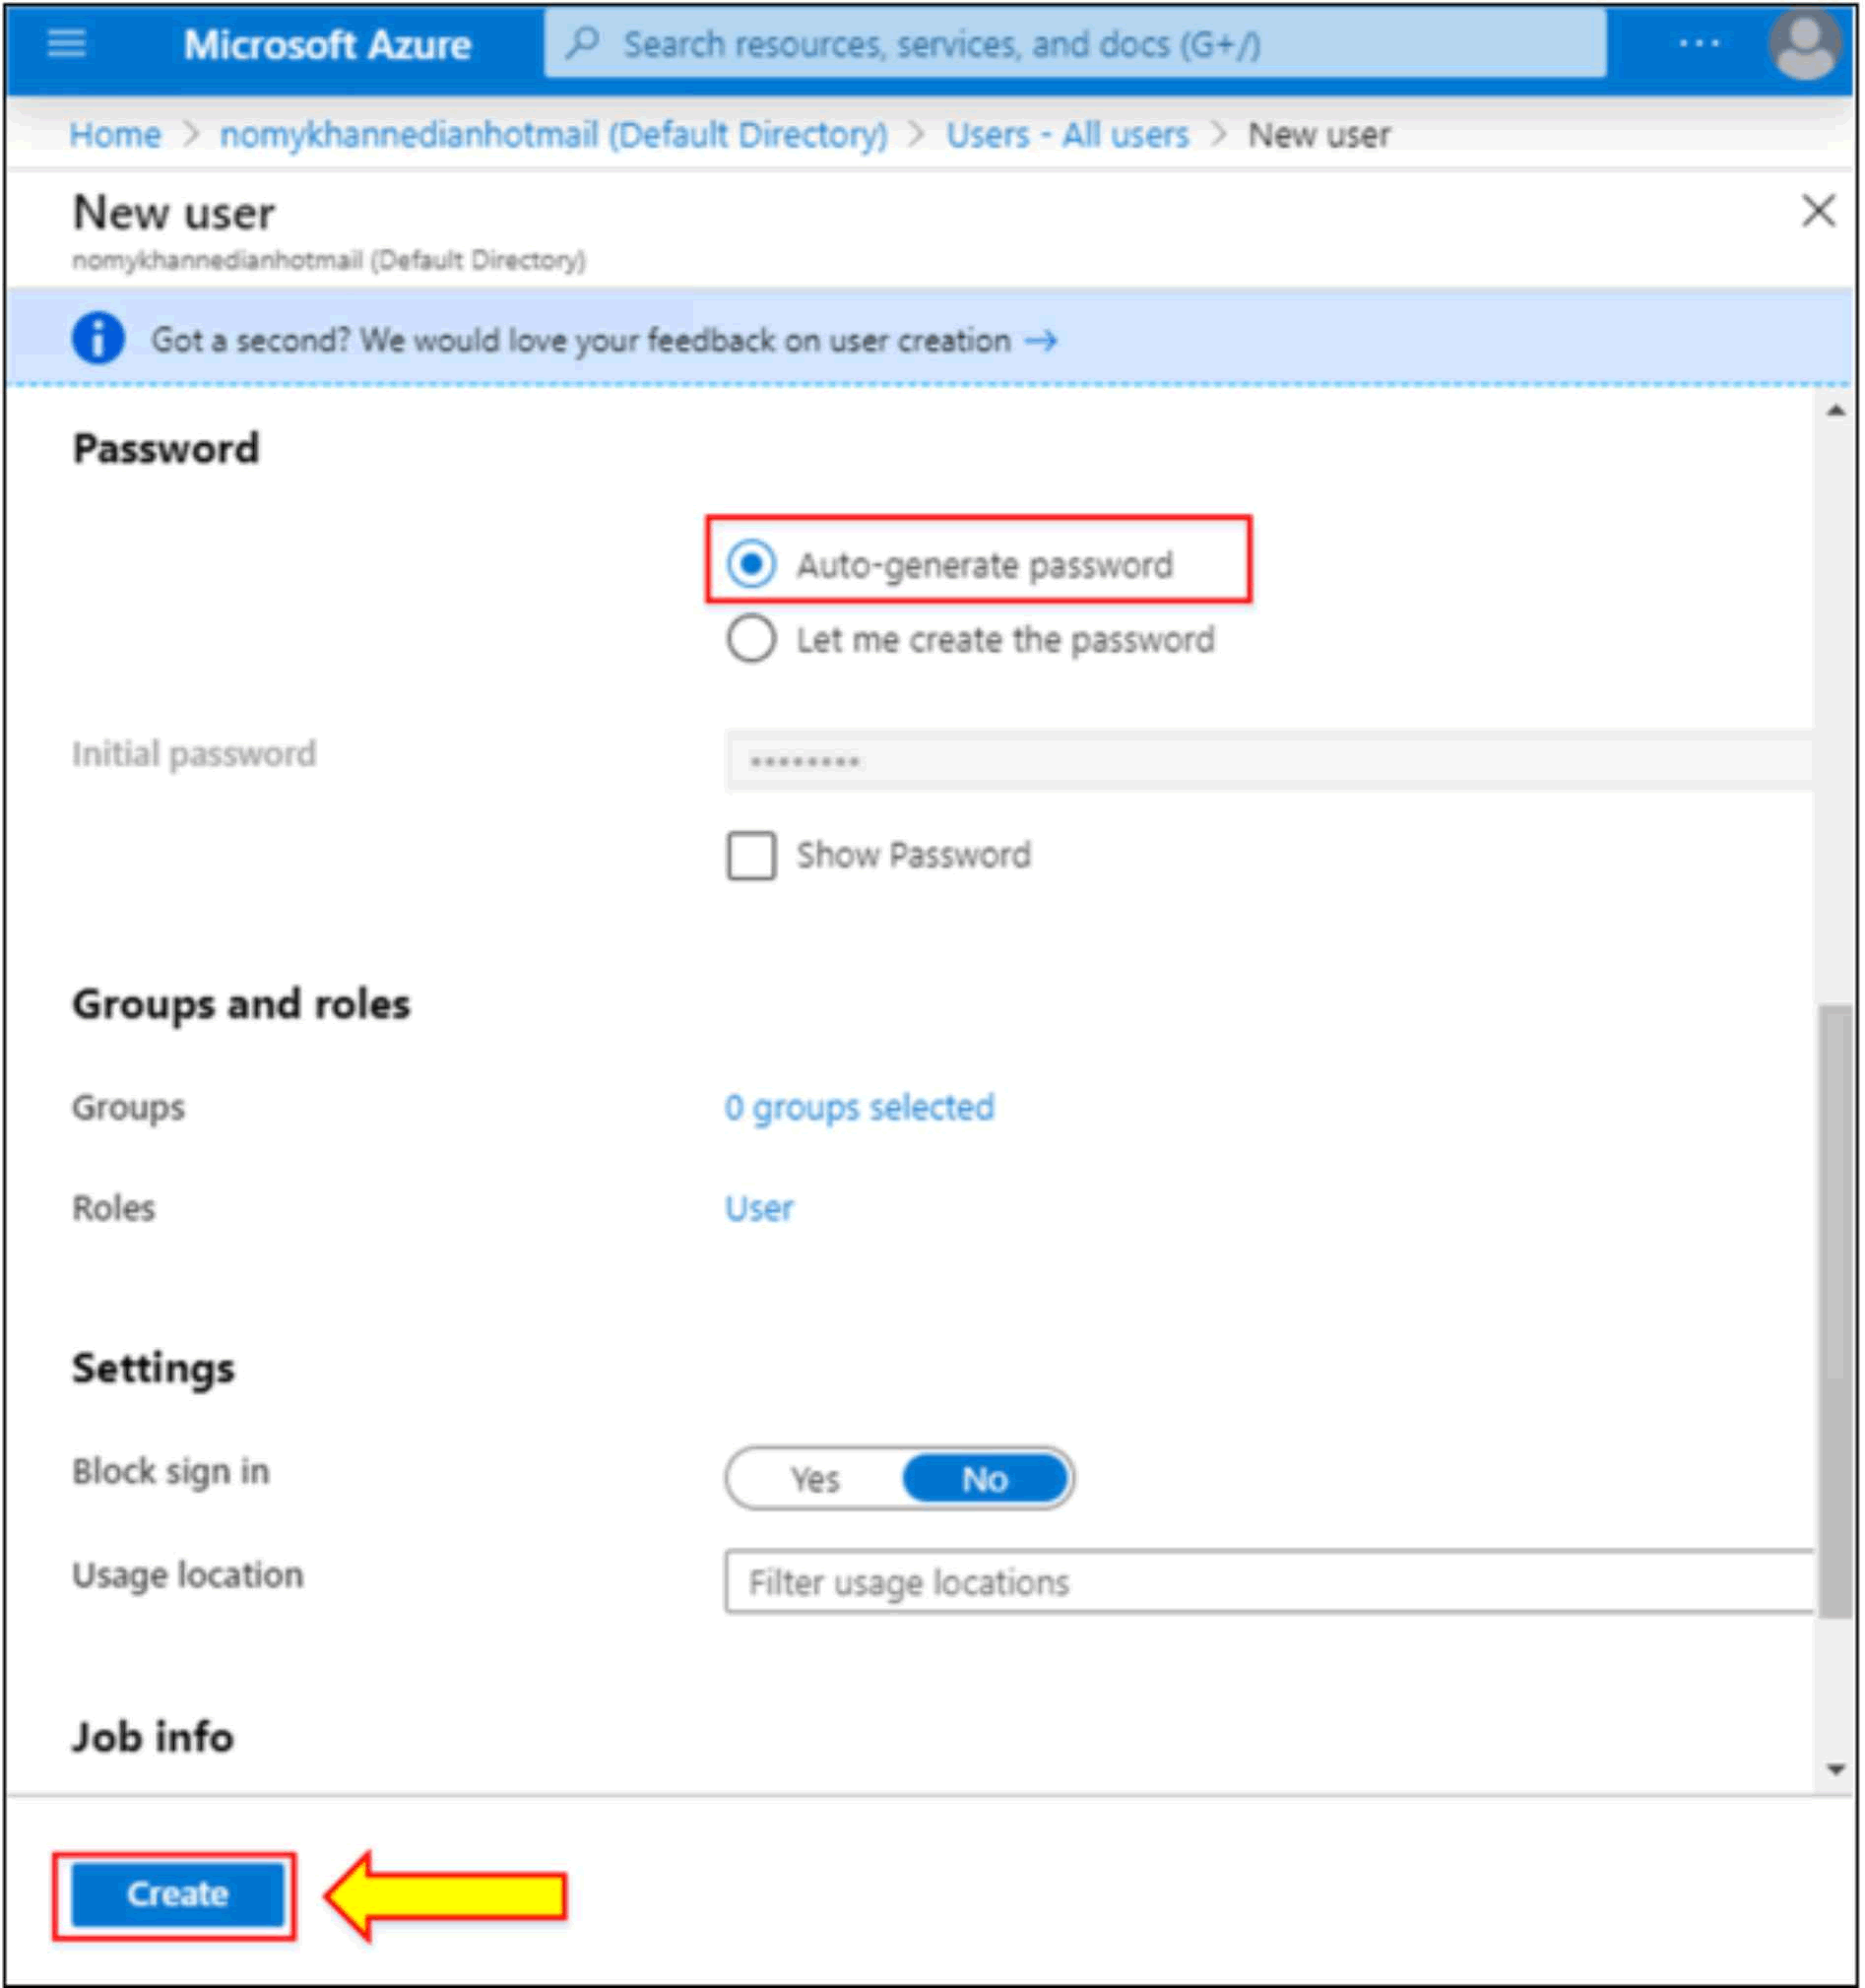 Microsoft Azure
Search resources, services, and docs (G+/)
Home > nomykhannedianhotmail (Default Directory) > Users - All users > New user
New user
nomykhannedianhotmail (Default Directory)
Got a second? We would love your feedback on user creation →
Password
Auto-generate password
Let me create the password
Initial password
Show Password
Groups and roles
Groups 0 groups selected
Roles User
Settings
Block sign in Yes No
Usage location Filter usage locations
Job info
Create